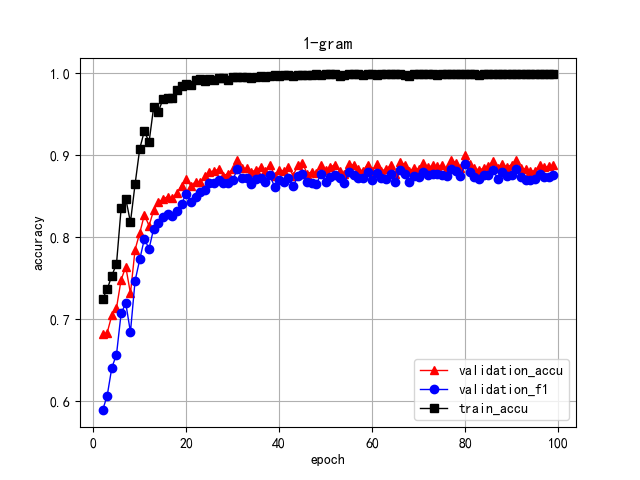 1-gram
1.0
0.9
0.8
0.7
0.6
accuracy
0
20
40
60
80
100
epoch
validation_accu
validation_f1
train_accu